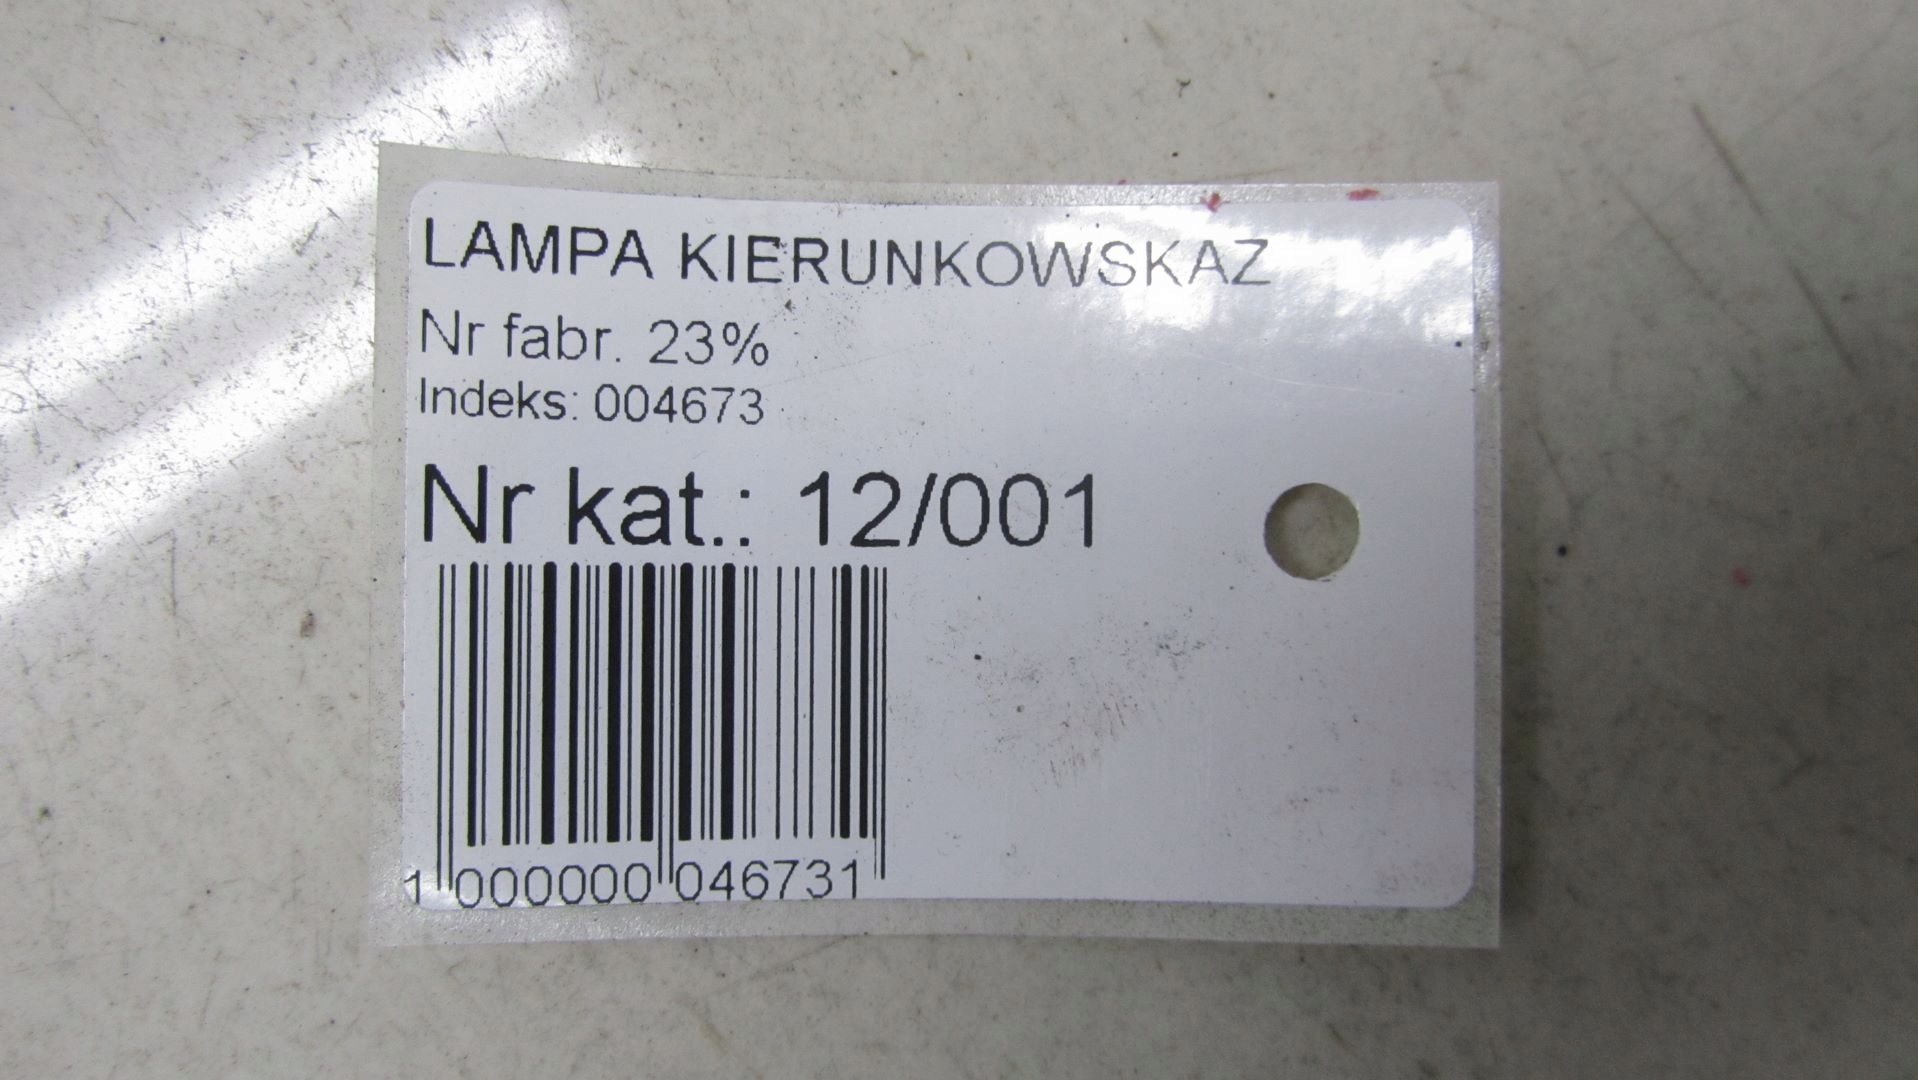 LAMPA KIERUNKOWSKAZ
Nr fabr. 23%
Indeks: 004673
Nr kat.: 12/001
1 000000 046731